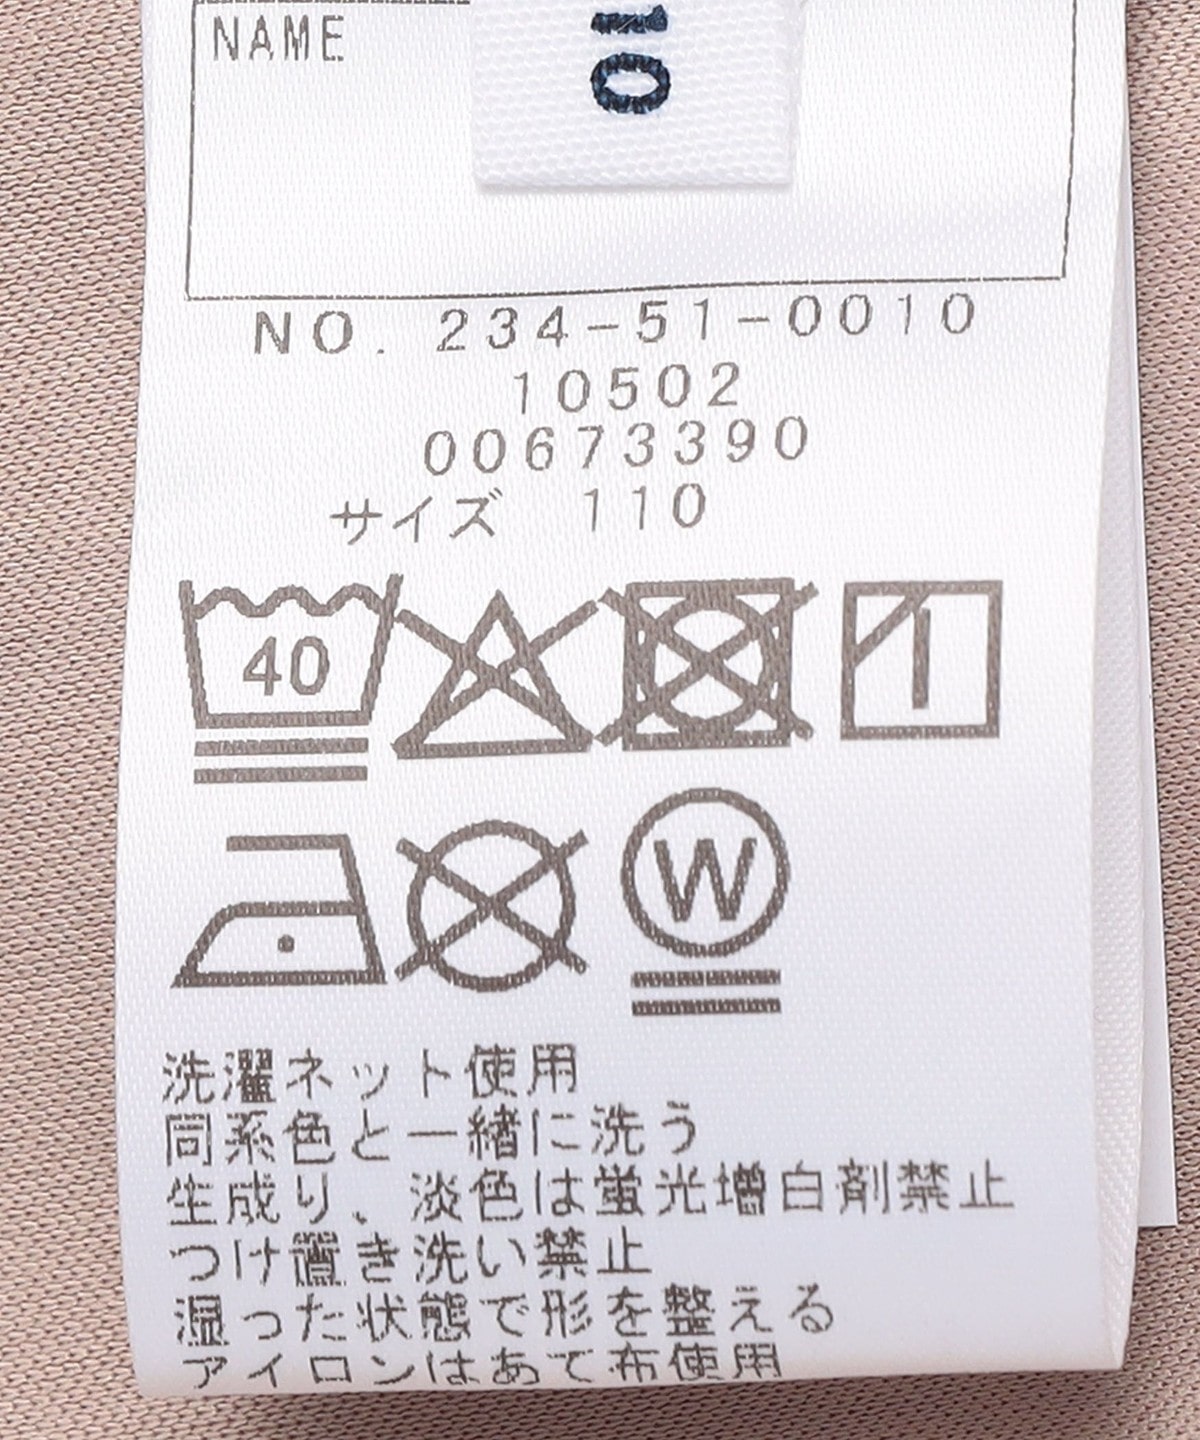 NAME
10
NO. 234-51-0010
10502
00673390
サイズ 110
40
W
洗濯ネット使用
同系色と一緒に洗う
生成り、淡色は蛍光増白剤禁止
つけ置き洗い禁止
湿った状態で形を整える
アイロンはあて布使用